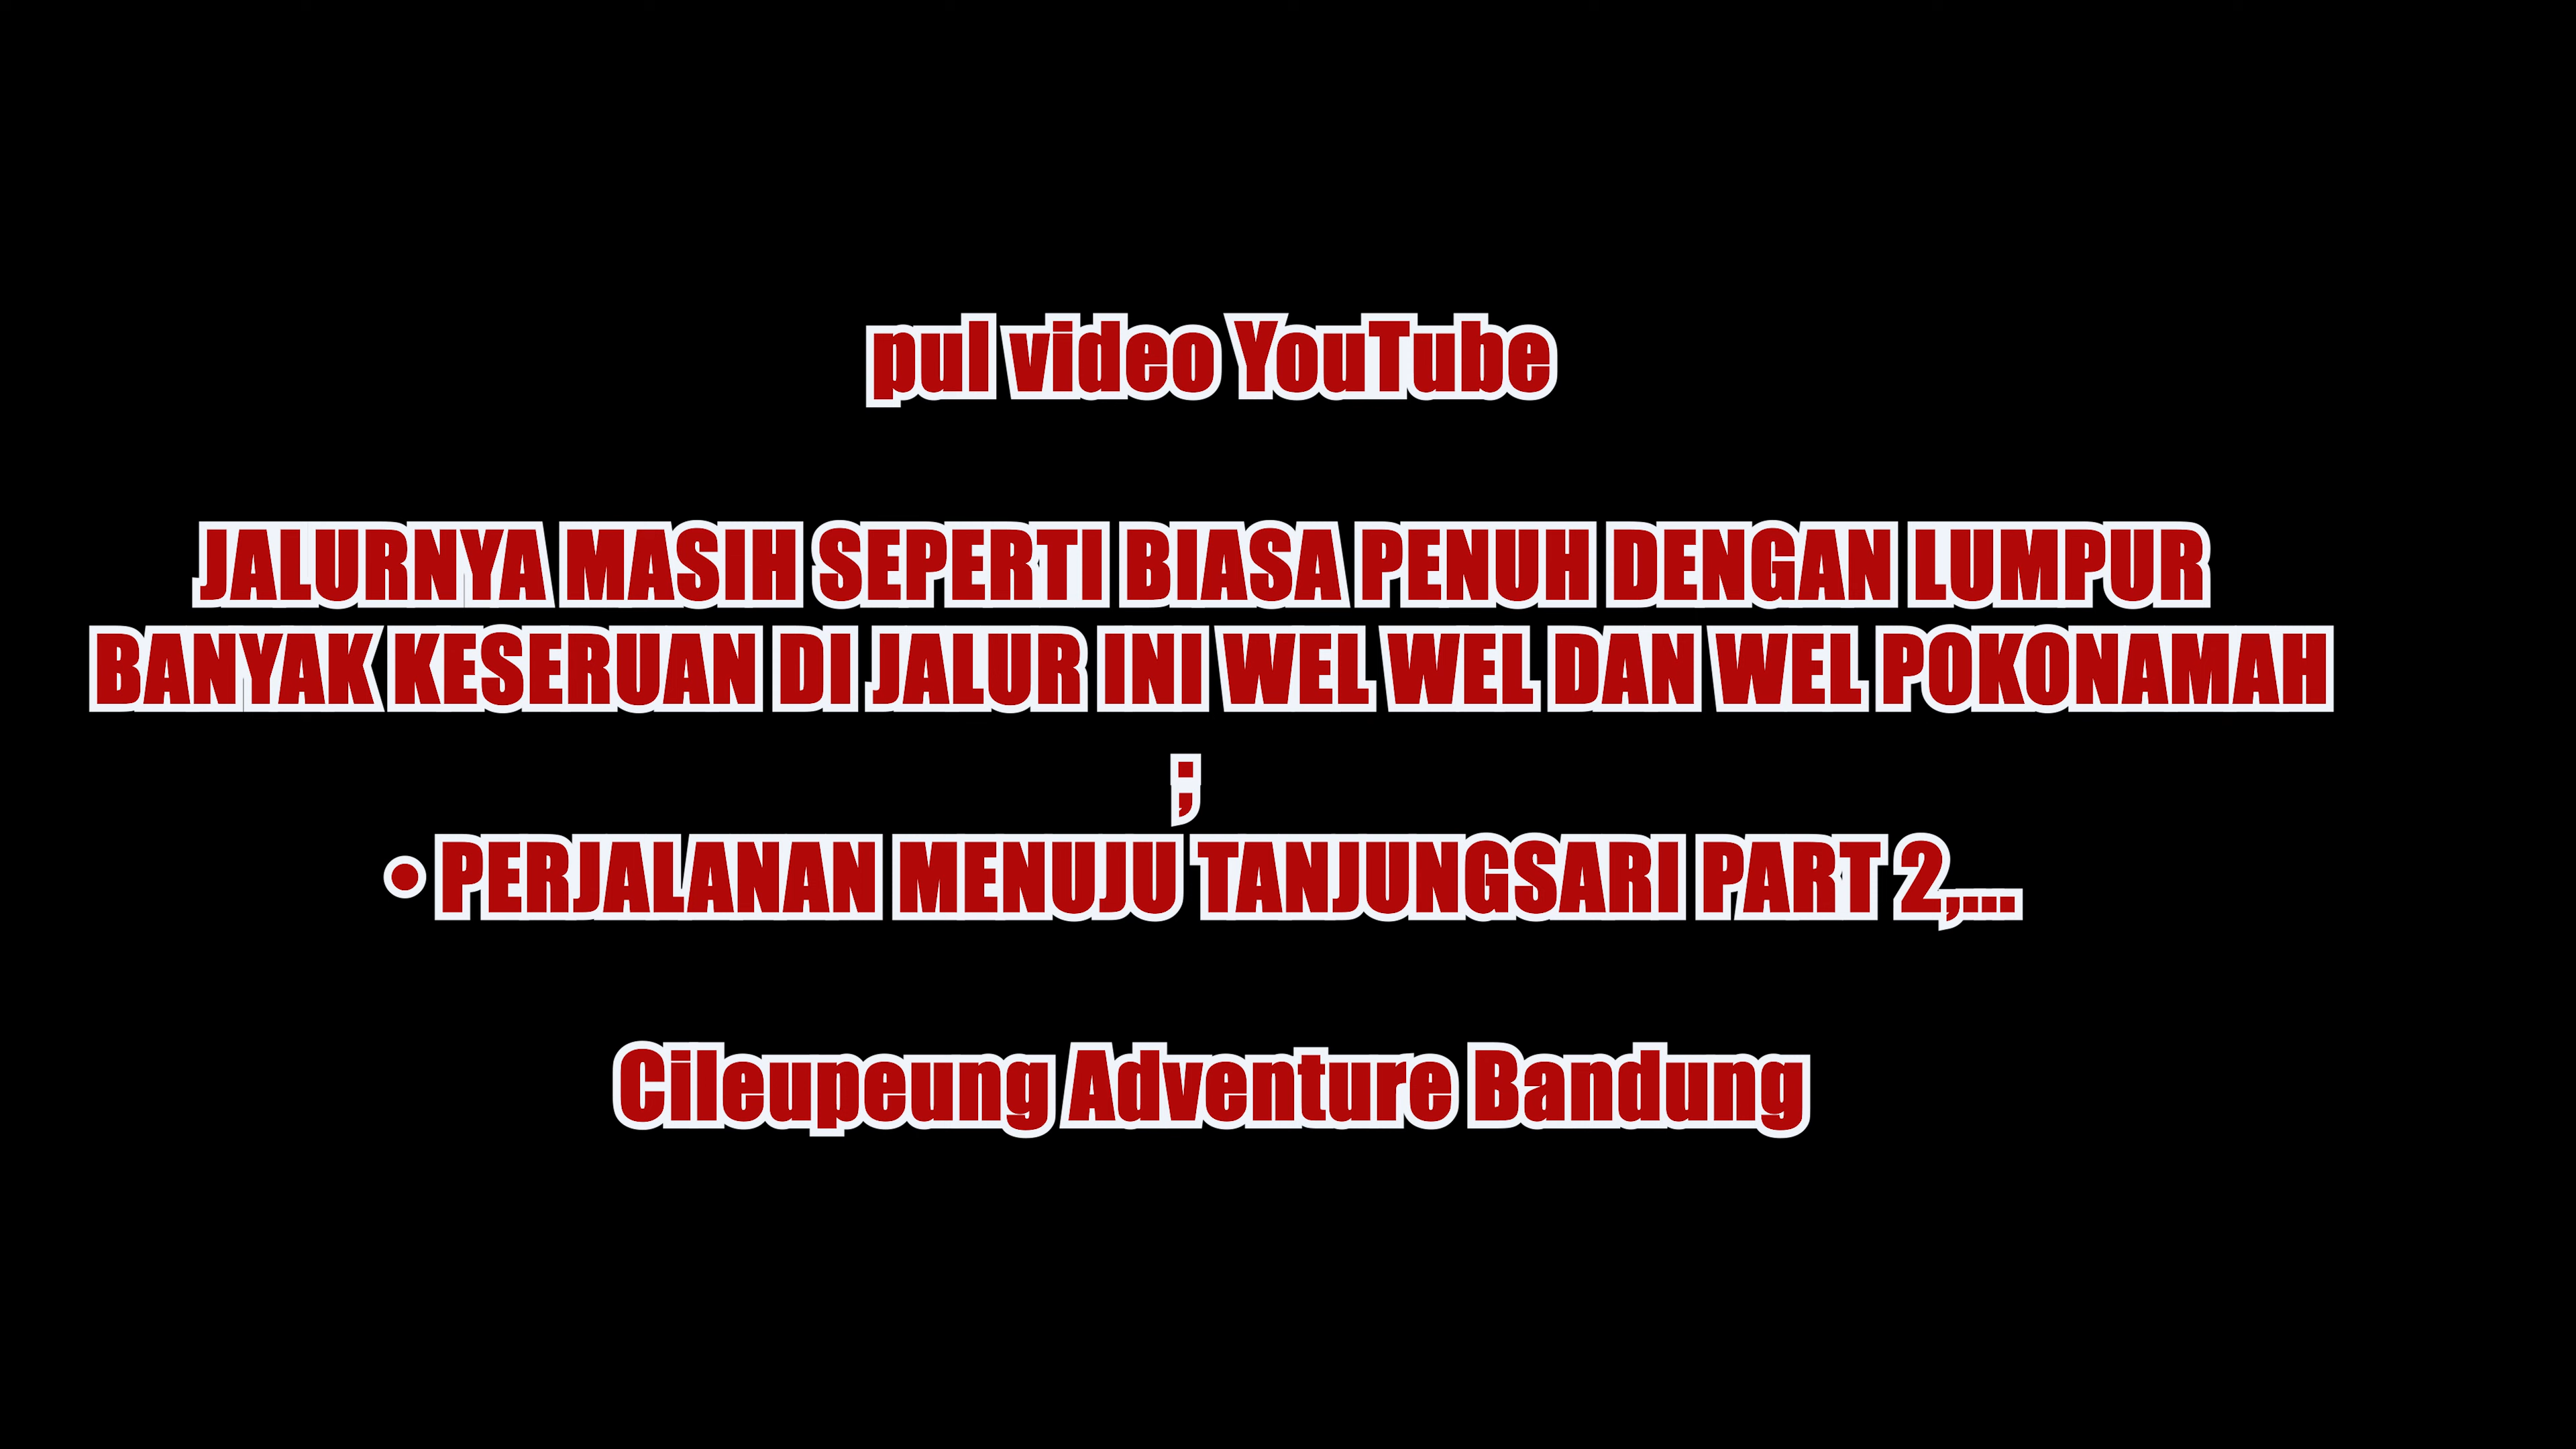 pul video YouTube
JALURNYA MASIH SEPERTI BIASA PENUH DENGAN LUMPUR
BANYAK KESERUAN DI JALUR INI WEL WEL DAN WEL POKONAMAH
;
• PERJALANAN MENUJU TANJUNGSARI PART 2,...
Cileupeung Adventure Bandung